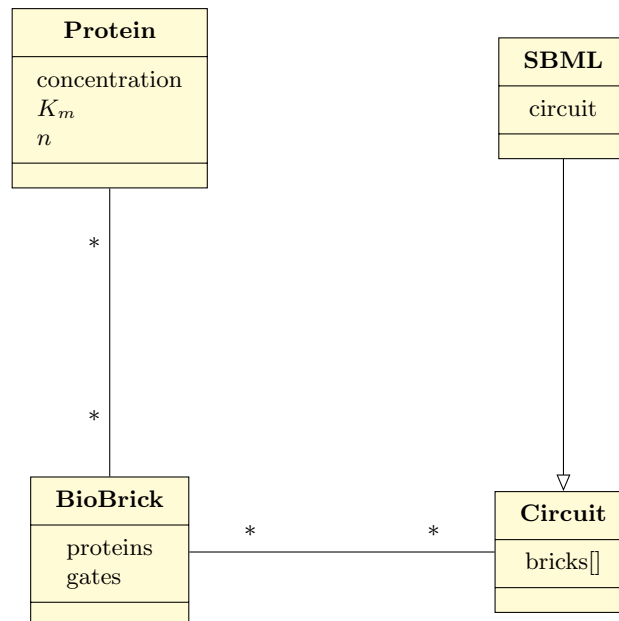 Protein
concentration
K_m
n
SBML
circuit
*
*
BioBrick
proteins
gates
*
*
Circuit
bricks[]